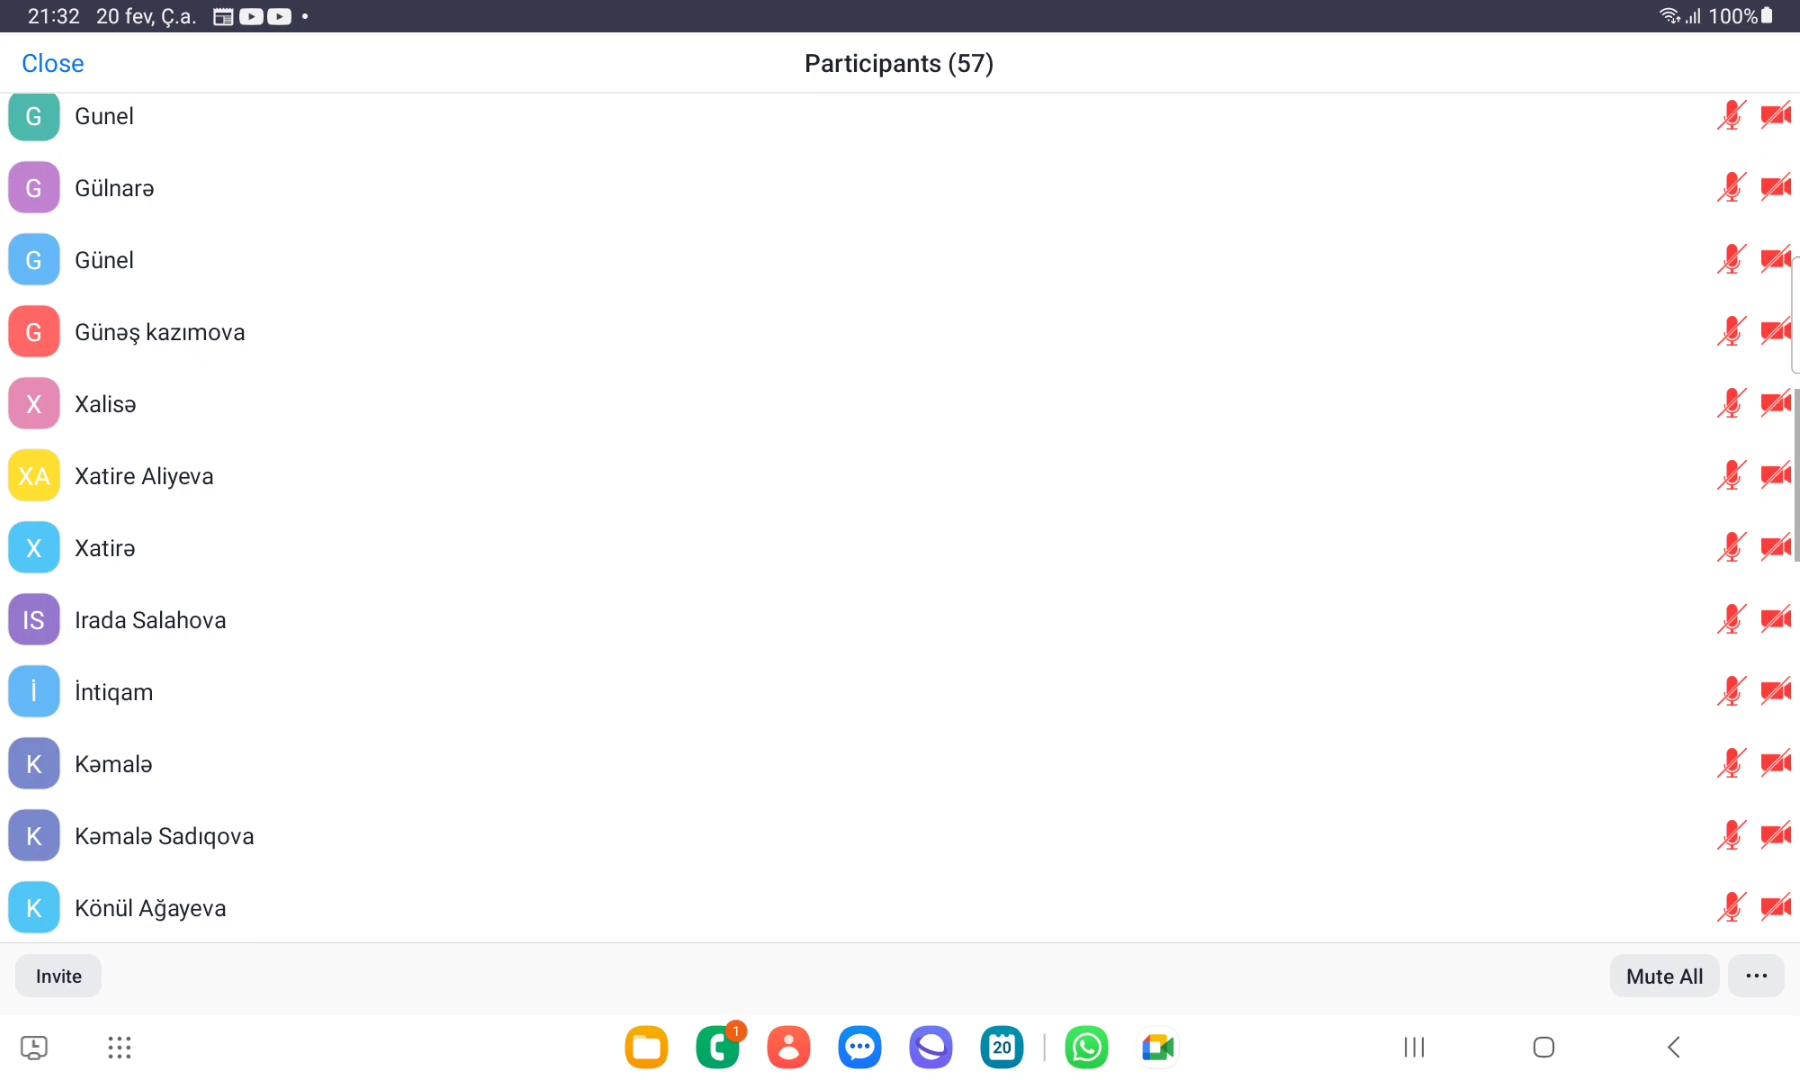 21:32 20 fev, Ç.a. 100%
Close Participants (57)
G Gunel
G Gülnarə
G Günel
G Günəş kazımova
X Xalisə
XA Xatire Aliyeva
X Xatirə
IS Irada Salahova
İ İntiqam
K Kəmalə
K Kəmalə Sadıqova
K Könül Ağayeva
Invite Mute All
1
20